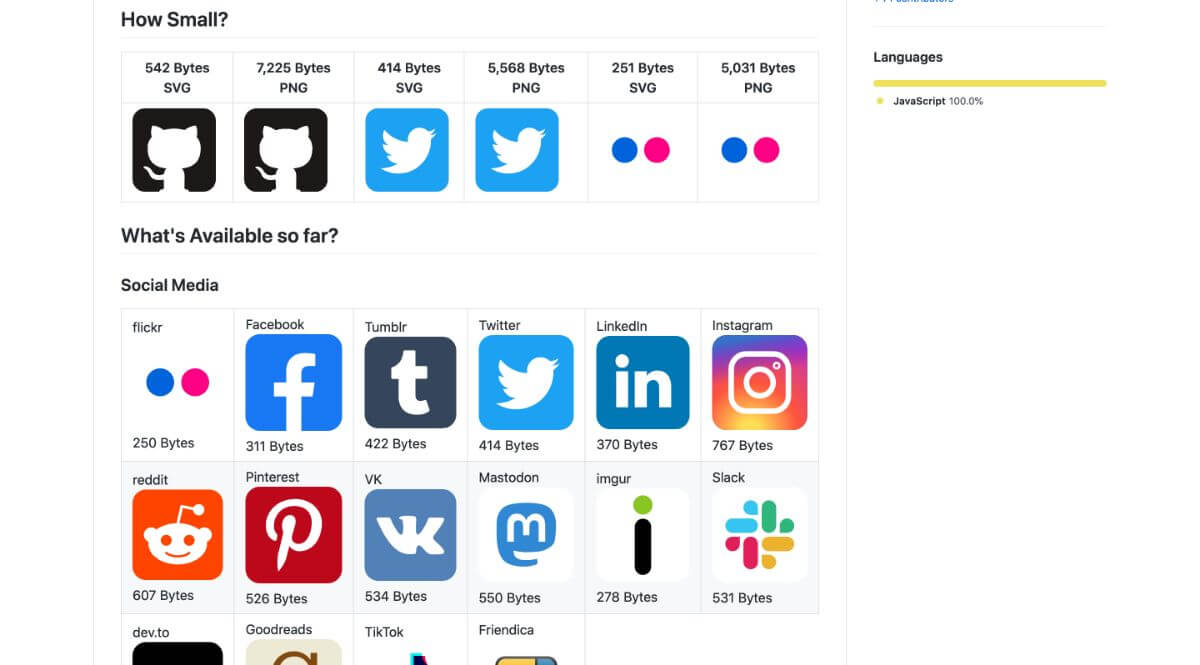 How Small?
542 Bytes SVG
7,225 Bytes PNG
414 Bytes SVG
5,568 Bytes PNG
251 Bytes SVG
5,031 Bytes PNG
What's Available so far?
Social Media
flickr
250 Bytes
Facebook
311 Bytes
Tumblr
422 Bytes
Twitter
414 Bytes
LinkedIn
in
370 Bytes
Instagram
767 Bytes
reddit
607 Bytes
Pinterest
526 Bytes
VK
534 Bytes
Mastodon
550 Bytes
imgur
278 Bytes
Slack
531 Bytes
dev.to
Goodreads
TikTok
Friendica
Languages
JavaScript 100.0%